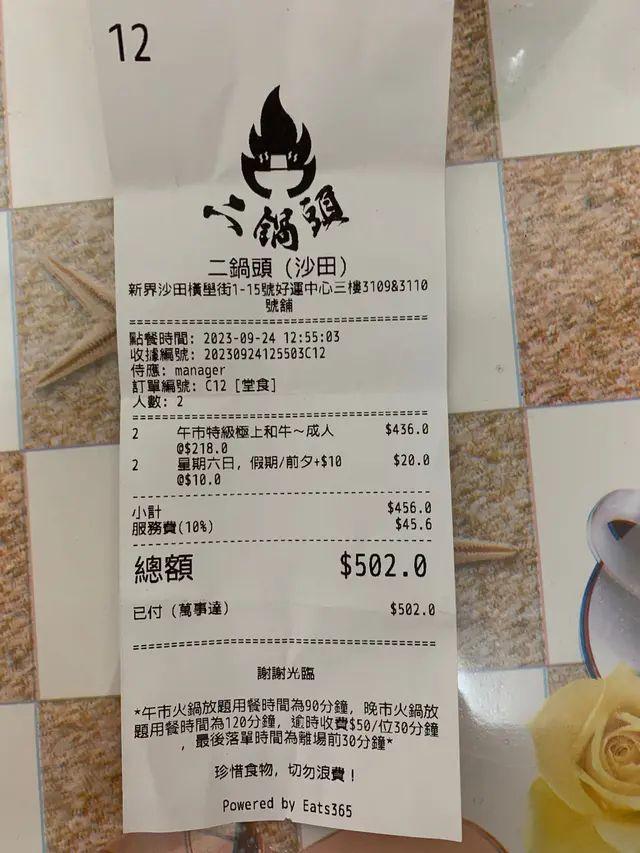 12
二鍋頭
二鍋頭 (沙田)
新界沙田橫壆街1-15號好運中心三樓3109&3110
號舖
點餐時間: 2023-09-24 12:55:03
收據編號: 20230924125503C12
侍應: manager
訂單編號: C12 [堂食]
人數: 2
2 午市特級極上和牛～成人 $436.0
@$218.0
2 星期六日, 假期/前夕+$10 $20.0
@$10.0
小計 $456.0
服務費(10%) $45.6
總額 $502.0
已付 (萬事達) $502.0
謝謝光臨
*午市火鍋放題用餐時間為90分鐘, 晚市火鍋放
題用餐時間為120分鐘, 逾時收費$50/位30分鐘
, 最後落單時間為離場前30分鐘*
珍惜食物, 切勿浪費!
Powered by Eats365